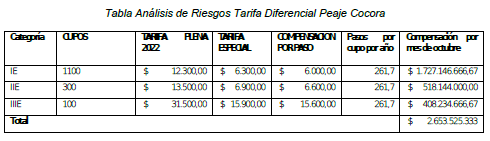 Tabla Análisis de Riesgos Tarifa Diferencial Peaje Cocora
Categoría CUPOS TARIFA PLENA 2022 TARIFA ESPECIAL COMPENSACION POR PASO Pasos por cupo por año Compensación por mes de octubre
IE 1100 $ 12.300,00 $ 6.300,00 $ 6.000,00 261,7 $ 1.727.146.666,67
IIE 300 $ 13.500,00 $ 6.900,00 $ 6.600,00 261,7 $ 518.144.000,00
IIIE 100 $ 31.500,00 $ 15.900,00 $ 15.600,00 261,7 $ 408.234.666,67
Total $ 2.653.525.333